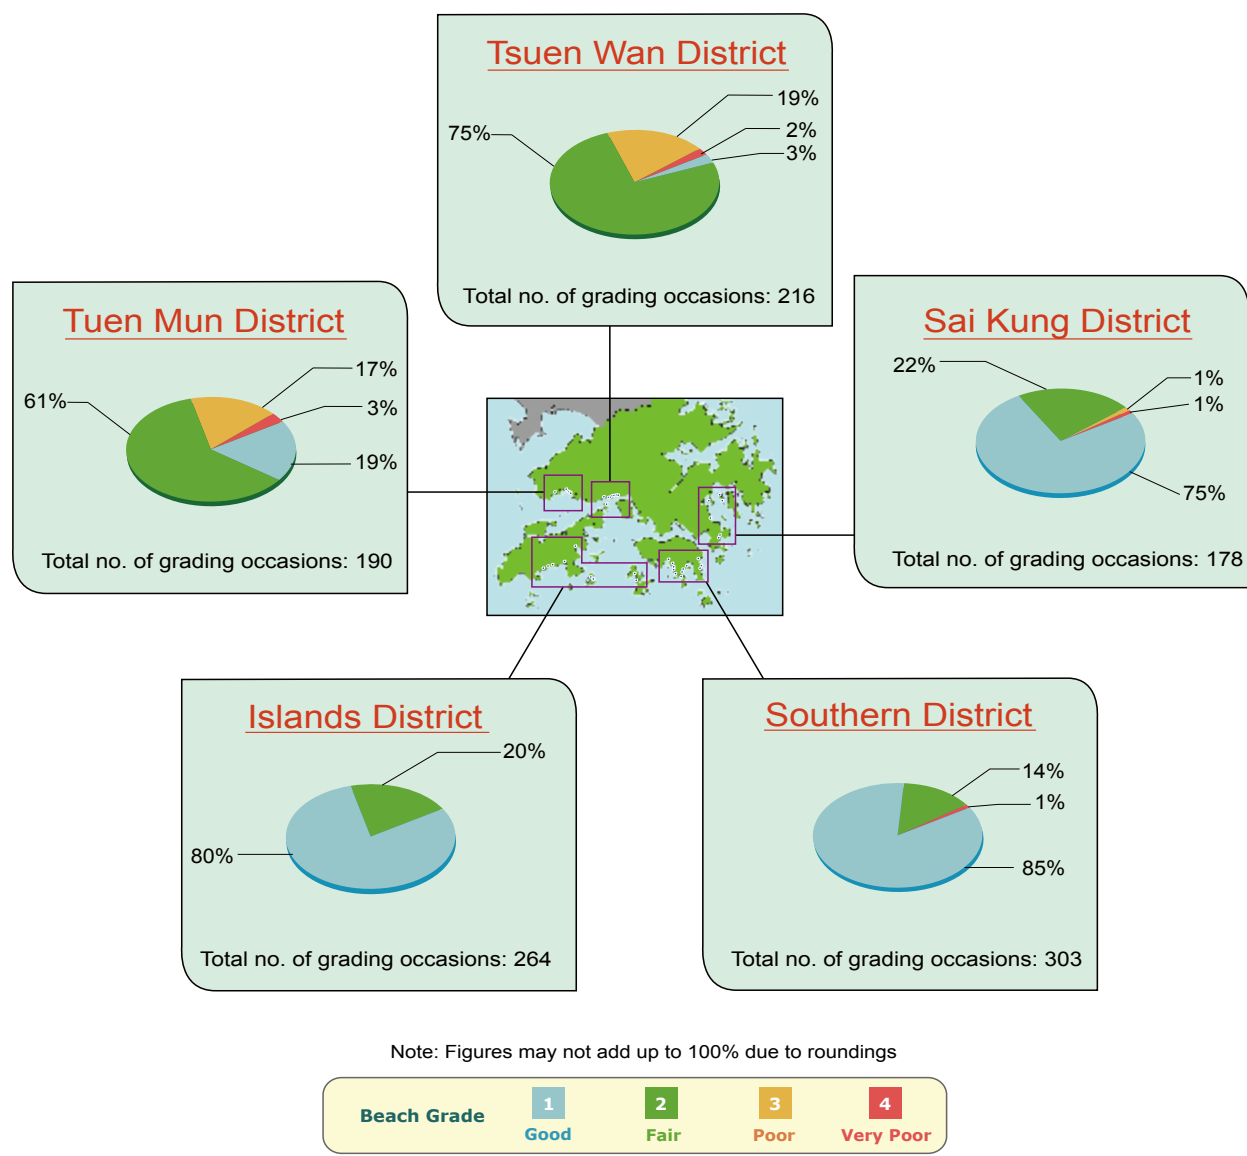 Tsuen Wan District
19%
75%
2%
3%
Total no. of grading occasions: 216
Tuen Mun District
17%
61%
3%
19%
Total no. of grading occasions: 190
Sai Kung District
22%
1%
1%
75%
Total no. of grading occasions: 178
Islands District
20%
80%
Total no. of grading occasions: 264
Southern District
14%
1%
85%
Total no. of grading occasions: 303
Note: Figures may not add up to 100% due to roundings
Beach Grade
1
Good
2
Fair
3
Poor
4
Very Poor